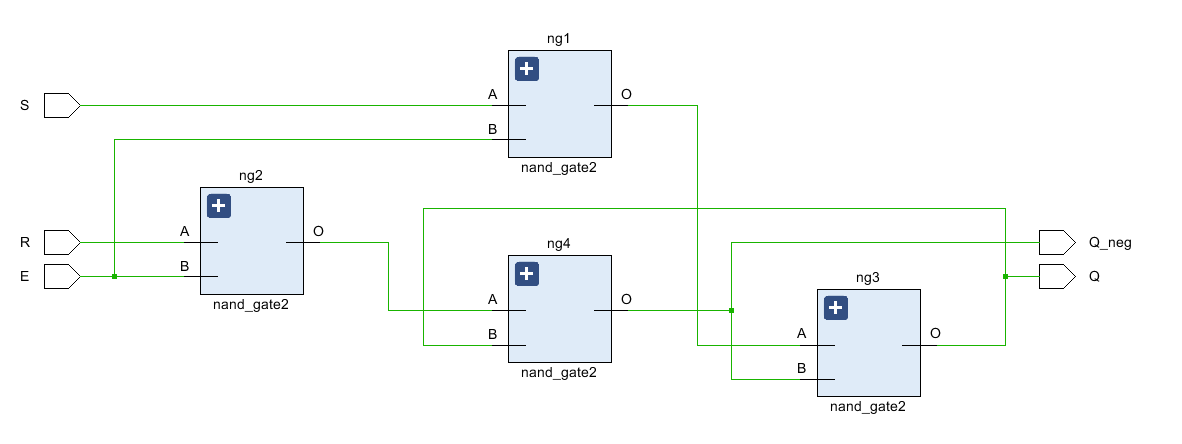 ng1
S
A
O
B
nand_gate2
ng2
R
A
O
E
B
nand_gate2
ng4
A
O
B
nand_gate2
Q_neg
Q
ng3
A
O
B
nand_gate2